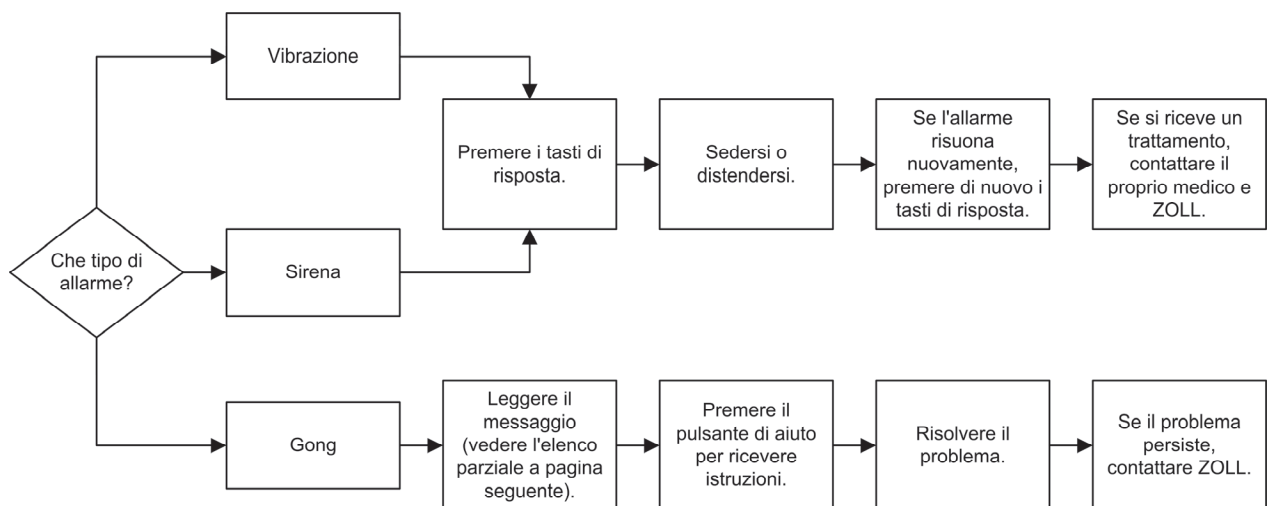 Vibrazione
Che tipo di
allarme?
Sirena
Premere i tasti di
risposta.
Sedersi o
distendersi.
Se l'allarme
risuona
nuovamente,
premere di nuovo i
tasti di risposta.
Se si riceve un
trattamento,
contattare il
proprio medico e
ZOLL.
Gong
Leggere il
messaggio
(vedere l'elenco
parziale a pagina
seguente).
Premere il
pulsante di aiuto
per ricevere
istruzioni.
Risolvere il
problema.
Se il problema
persiste,
contattare ZOLL.